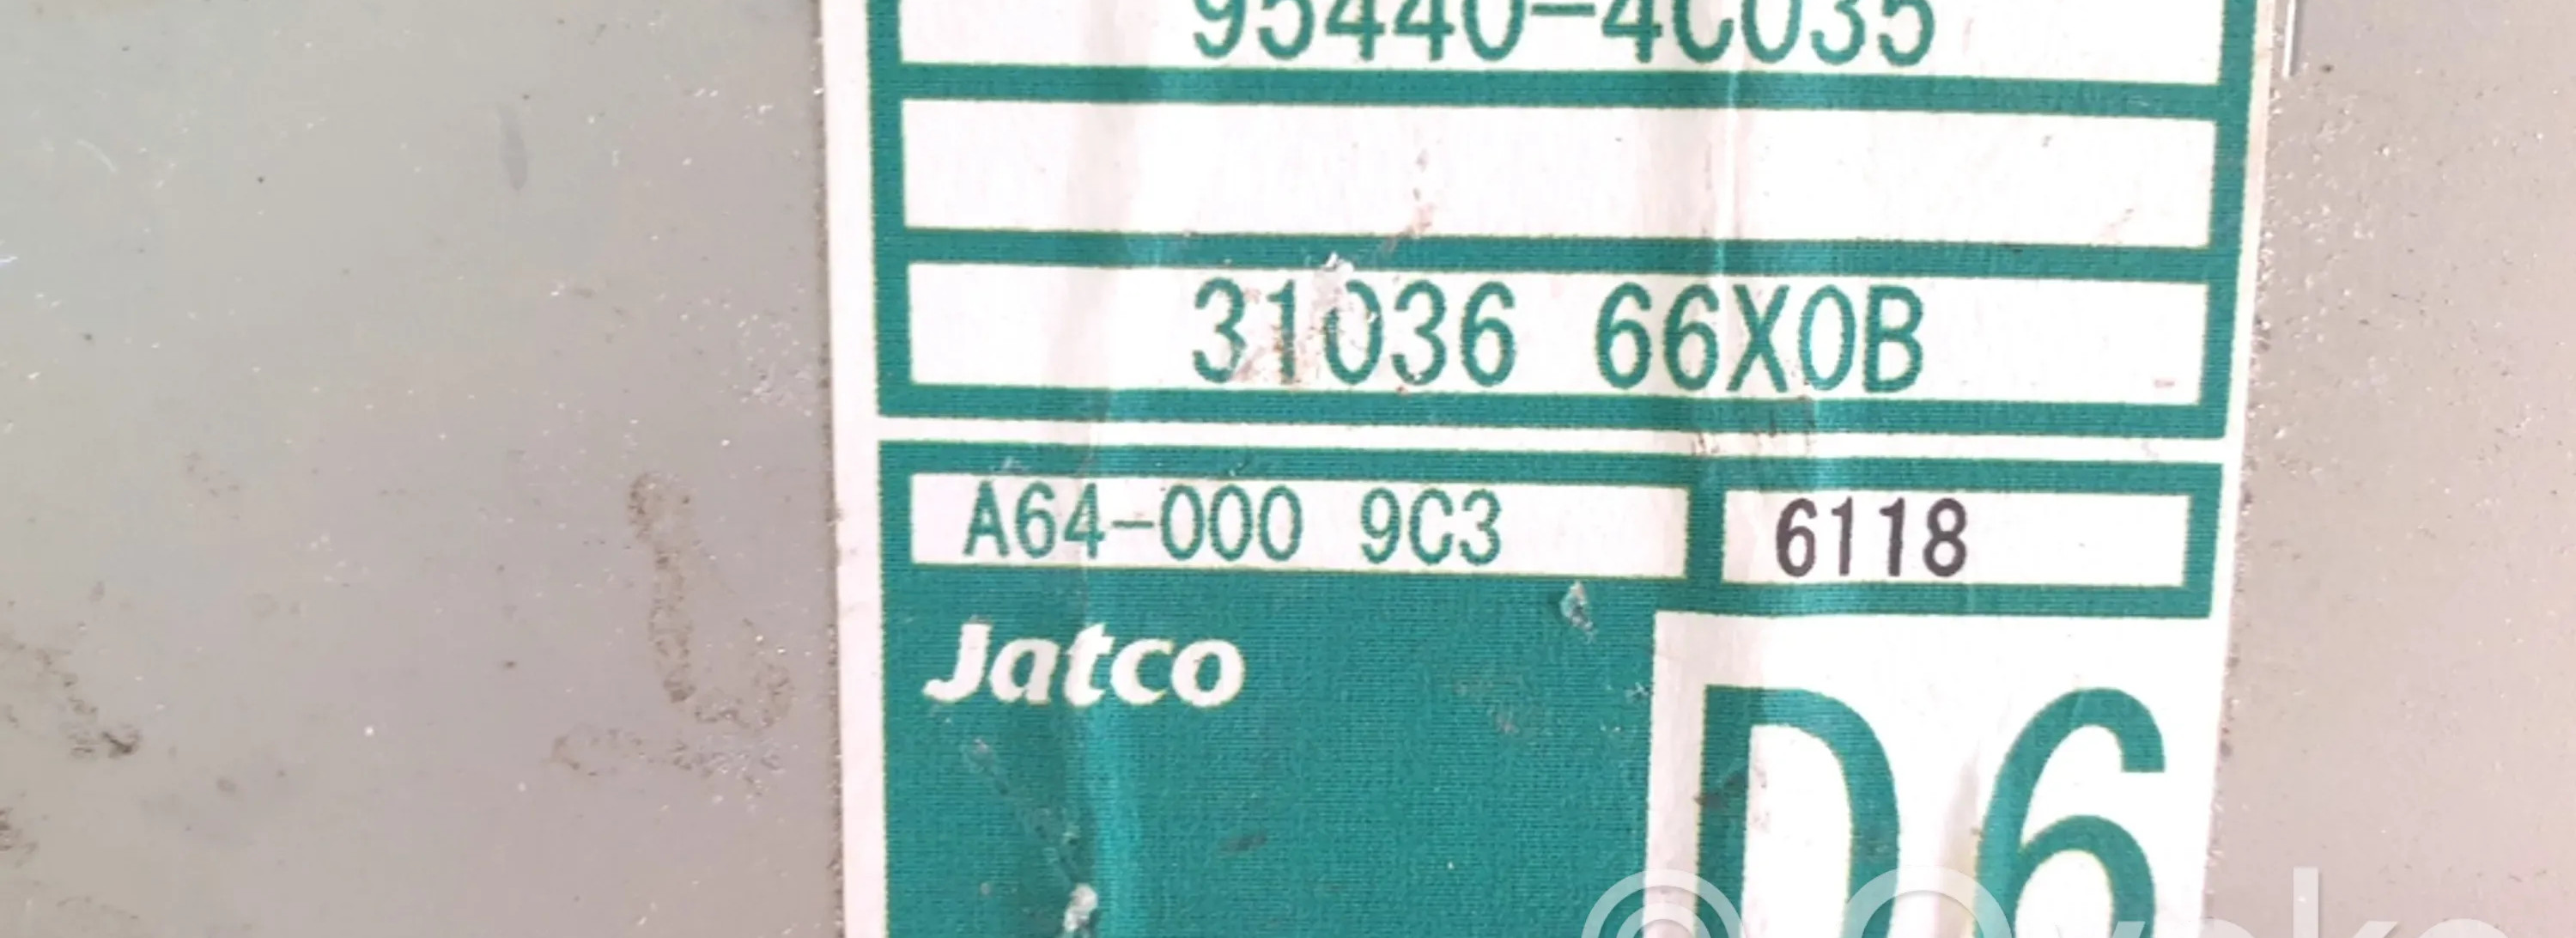 95440-4C035
31036 66X0B
A64-000 9C3 6118
Jatco
D6